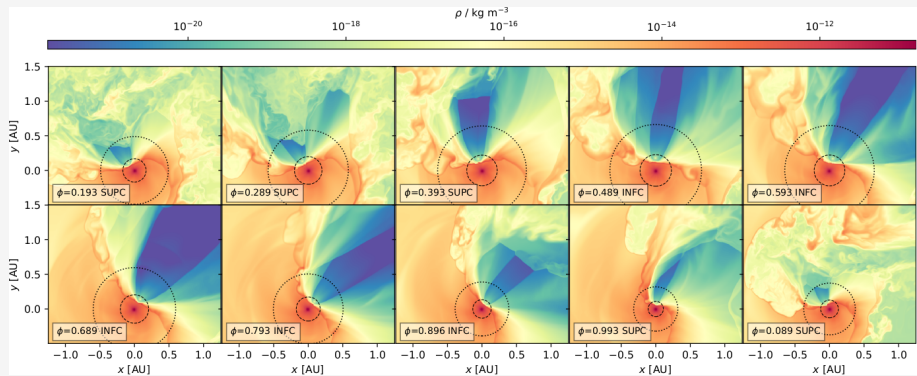 ρ / kg m⁻³
10⁻²⁰ 10⁻¹⁸ 10⁻¹⁶ 10⁻¹⁴ 10⁻¹²
1.5
1.0
y [AU]
0.5
0.0
ϕ=0.193 SUPC
ϕ=0.289 SUPC
ϕ=0.393 SUPC
ϕ=0.489 INFC
ϕ=0.593 INFC
1.5
1.0
y [AU]
0.5
0.0
ϕ=0.689 INFC
ϕ=0.793 INFC
ϕ=0.896 INFC
ϕ=0.993 SUPC
ϕ=0.089 SUPC
−1.0 −0.5 0.0 0.5 1.0 −1.0 −0.5 0.0 0.5 1.0 −1.0 −0.5 0.0 0.5 1.0 −1.0 −0.5 0.0 0.5 1.0 −1.0 −0.5 0.0 0.5 1.0
x [AU] x [AU] x [AU] x [AU] x [AU]